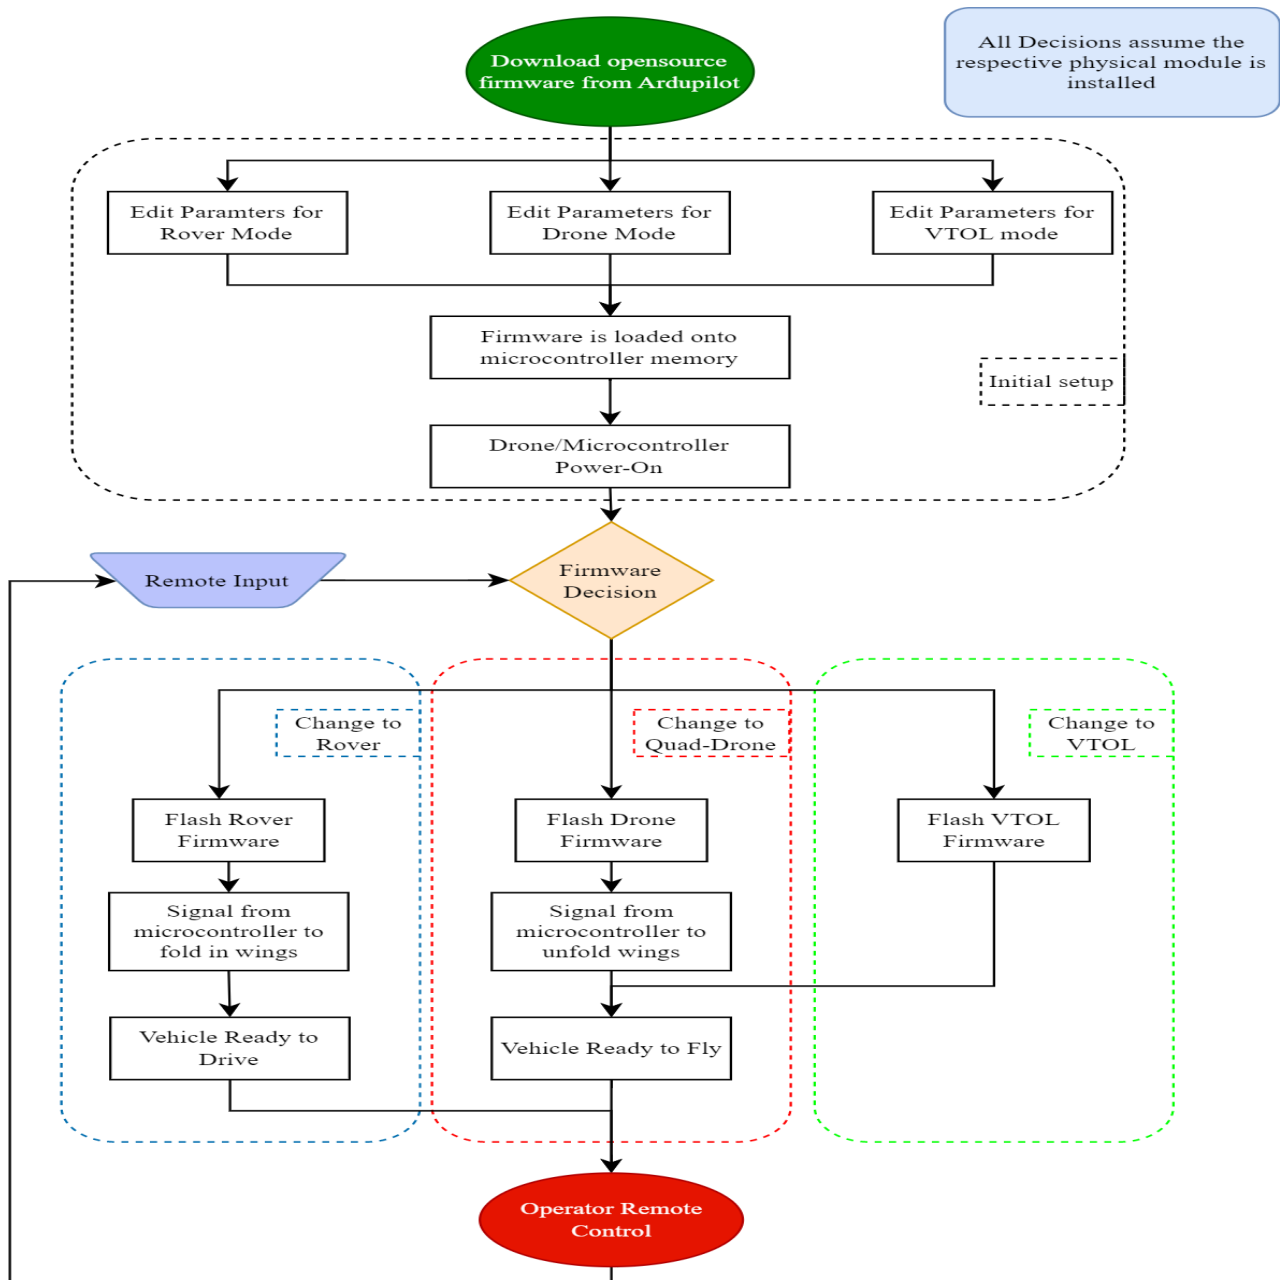 Download opensource
firmware from Ardupilot
All Decisions assume the
respective physical module is
installed
Edit Paramters for
Rover Mode
Edit Parameters for
Drone Mode
Edit Parameters for
VTOL mode
Firmware is loaded onto
microcontroller memory
Initial setup
Drone/Microcontroller
Power-On
Remote Input
Firmware
Decision
Change to
Rover
Change to
Quad-Drone
Change to
VTOL
Flash Rover
Firmware
Flash Drone
Firmware
Flash VTOL
Firmware
Signal from
microcontroller to
fold in wings
Signal from
microcontroller to
unfold wings
Vehicle Ready to
Drive
Vehicle Ready to Fly
Operator Remote
Control